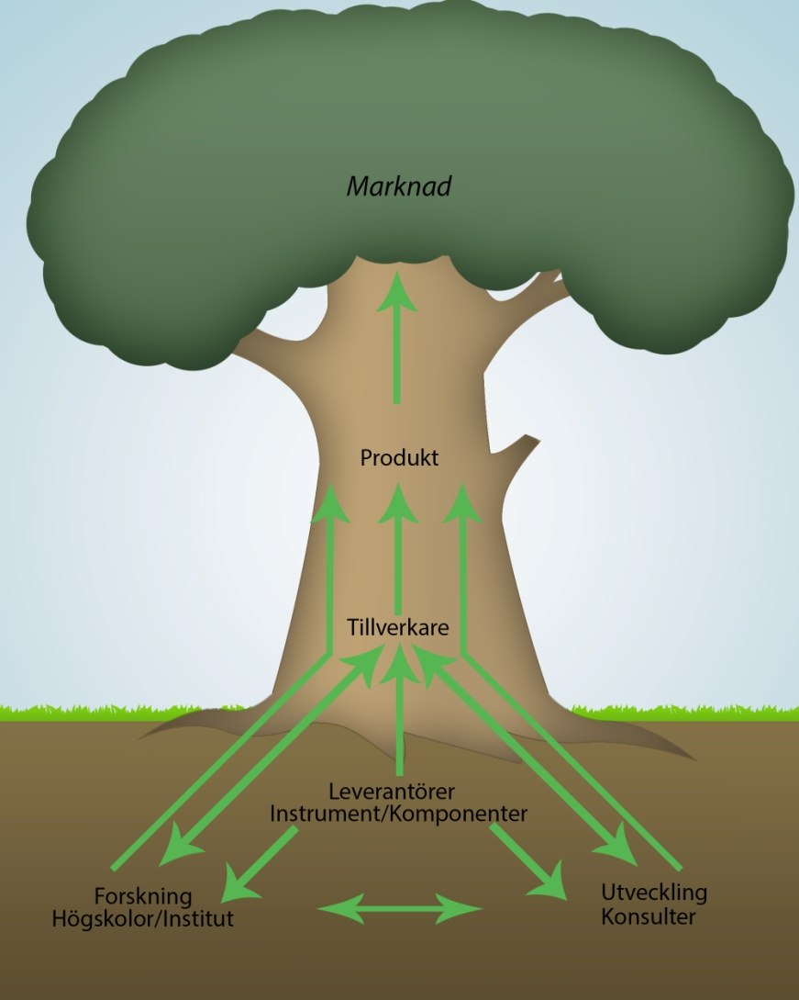 Marknad
Produkt
Tillverkare
Leverantörer
Instrument/Komponenter
Forskning
Högskolor/Institut
Utveckling
Konsulter